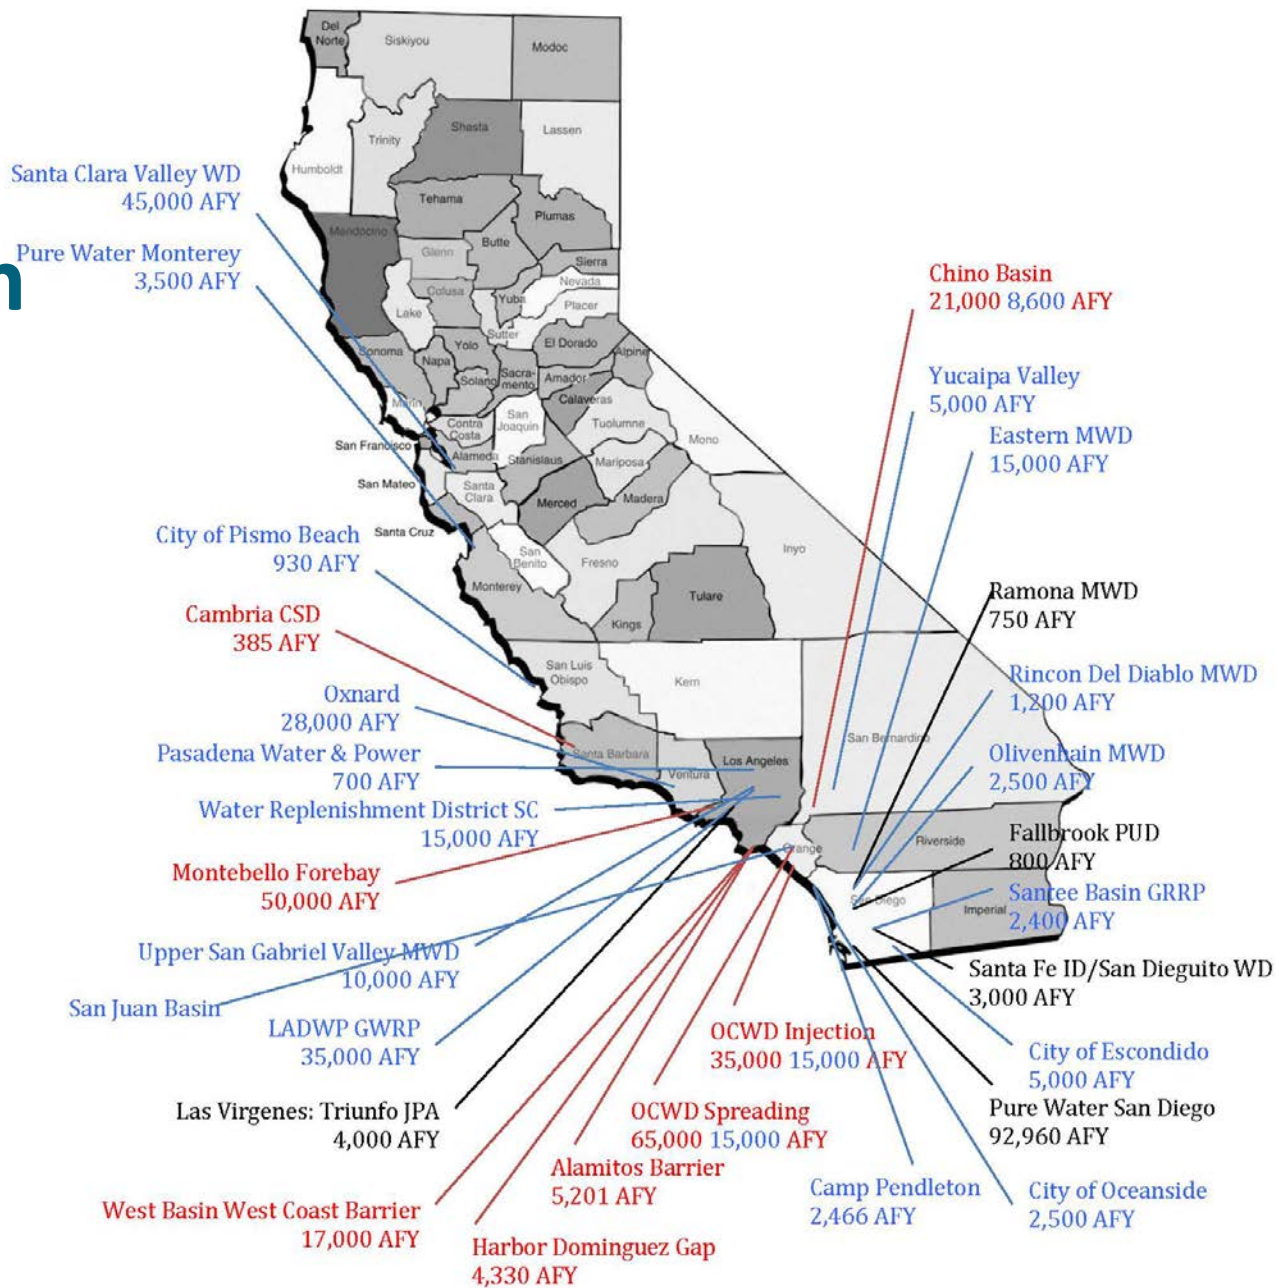 Del
Norte
Siskiyou
Modoc
Shasta
Lassen
Trinity
Humboldt
Santa Clara Valley WD
45,000 AFY
Tehama
Plumas
Mendocino
Butte
Glenn
Pure Water Monterey
3,500 AFY
n
Sierra
Nevada
Colusa
Yuba
Placer
Lake
Sutter
Chino Basin
21,000 8,600 AFY
Sonoma
Napa
Yolo
El Dorado
Alpine
Solano
Sacra-
mento
Amador
Calaveras
Yucaipa Valley
5,000 AFY
Marin
Contra
Costa
San
Joaquin
Tuolumne
Mono
Eastern MWD
15,000 AFY
San Francisco
Alameda
Stanislaus
Mariposa
San Mateo
Santa
Clara
Merced
Madera
Santa Cruz
City of Pismo Beach
930 AFY
San
Benito
Fresno
Inyo
Monterey
Tulare
Kings
Ramona MWD
750 AFY
Cambria CSD
385 AFY
San Luis
Obispo
Kern
Rincon Del Diablo MWD
1,200 AFY
Oxnard
28,000 AFY
San Bernardino
Santa Barbara
Los Angeles
Ventura
Olivenhain MWD
2,500 AFY
Pasadena Water & Power
700 AFY
Water Replenishment District SC
15,000 AFY
Orange
Riverside
Fallbrook PUD
800 AFY
Montebello Forebay
50,000 AFY
San Diego
Imperial
Santee Basin GRRP
2,400 AFY
Upper San Gabriel Valley MWD
10,000 AFY
Santa Fe ID/San Dieguito WD
3,000 AFY
San Juan Basin
LADWP GWRP
35,000 AFY
OCWD Injection
35,000 15,000 AFY
City of Escondido
5,000 AFY
Las Virgenes: Triunfo JPA
4,000 AFY
OCWD Spreading
65,000 15,000 AFY
Pure Water San Diego
92,960 AFY
Alamitos Barrier
5,201 AFY
Camp Pendleton
2,466 AFY
City of Oceanside
2,500 AFY
West Basin West Coast Barrier
17,000 AFY
Harbor Dominguez Gap
4,330 AFY